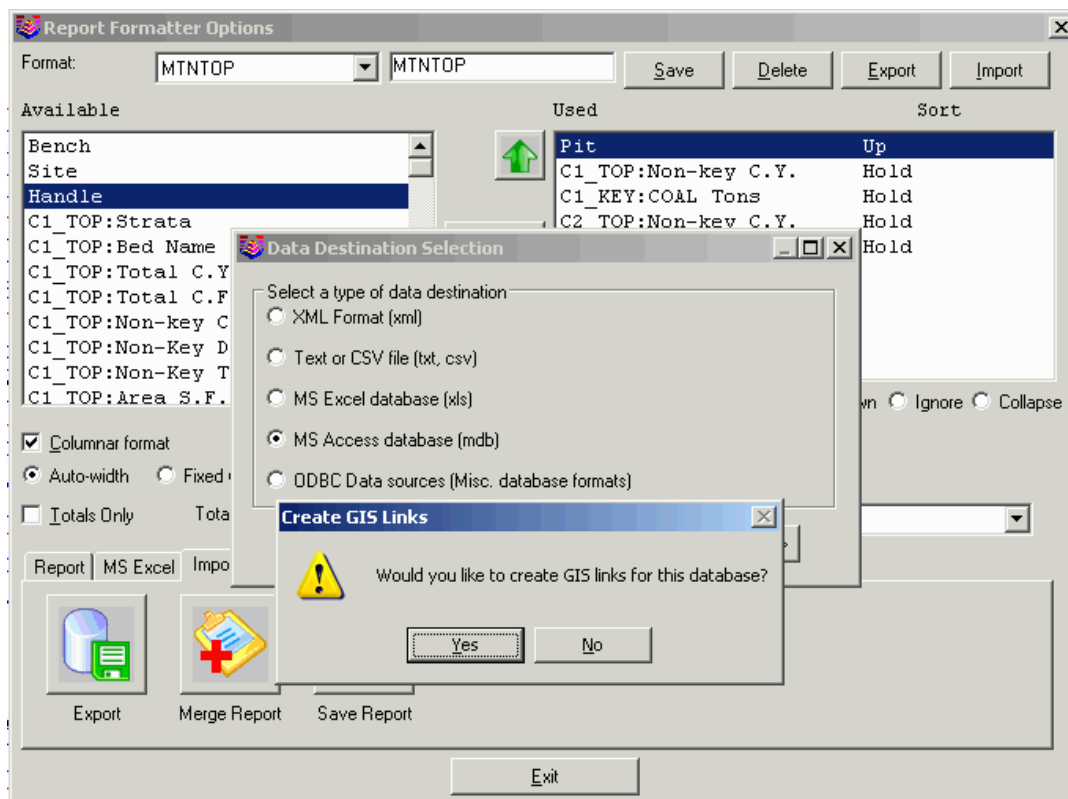 Report Formatter Options
Format: MTNTOP MTNTOP Save Delete Export Import
Available Used Sort
Bench
Site
Handle
C1_TOP:Strata
C1_TOP:Bed Name
C1_TOP:Total C.Y
C1_TOP:Total C.F
C1_TOP:Non-key C
C1_TOP:Non-Key D
C1_TOP:Non-Key T
C1_TOP:Area S.F.
Pit Up
C1_TOP:Non-key C.Y. Hold
C1_KEY:COAL Tons Hold
C2_TOP:Non-key C.Y. Hold
Hold
Data Destination Selection
Select a type of data destination
XML Format (xml)
Text or CSV file (txt, csv)
MS Excel database (xls)
MS Access database (mdb)
ODBC Data sources (Misc. database formats)
Ignore Collapse
Columnar format
Auto-width Fixed
Totals Only
Create GIS Links
Would you like to create GIS links for this database?
Yes No
Report MS Excel Impo
Export Merge Report Save Report
Exit